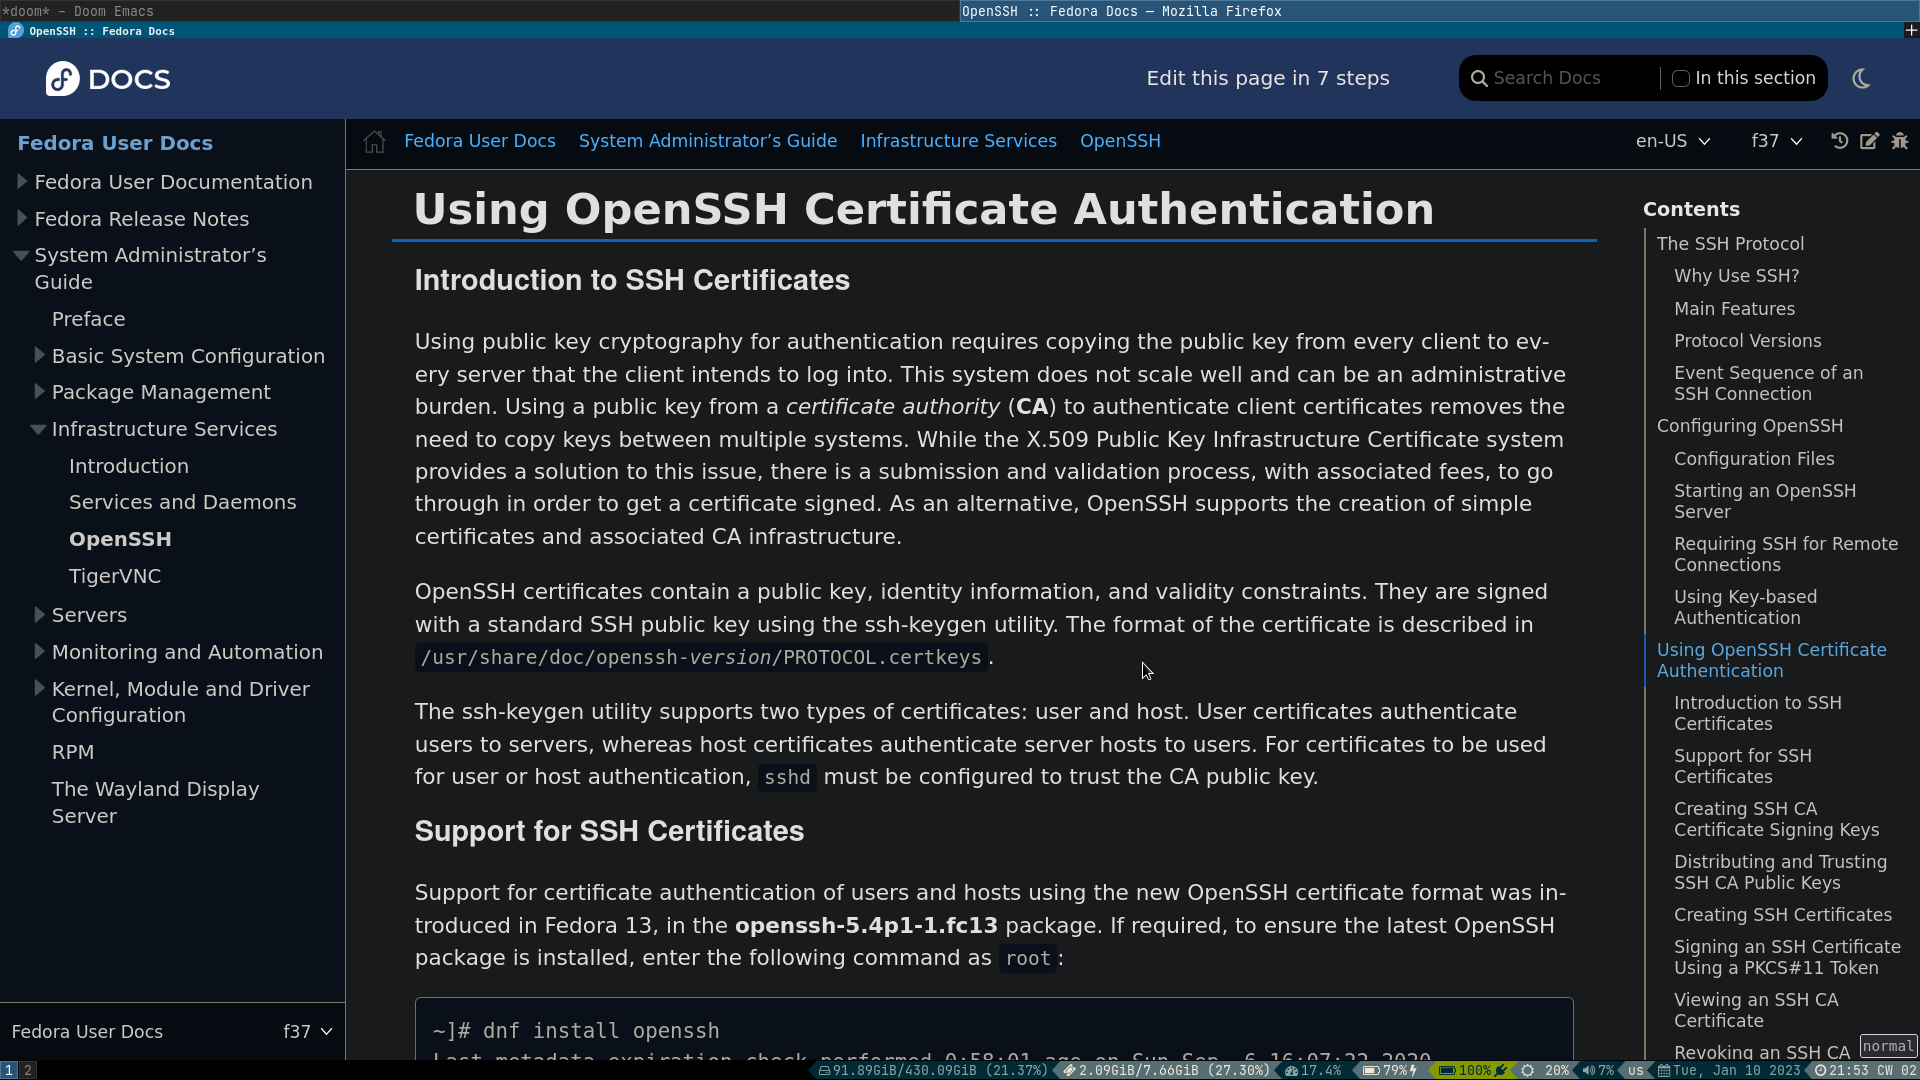 *doom* – Doom Emacs
OpenSSH :: Fedora Docs — Mozilla Firefox
OpenSSH :: Fedora Docs
DOCS
Edit this page in 7 steps
Search Docs
In this section
Fedora User Docs
Fedora User Documentation
Fedora Release Notes
System Administrator’s
Guide
Preface
Basic System Configuration
Package Management
Infrastructure Services
Introduction
Services and Daemons
OpenSSH
TigerVNC
Servers
Monitoring and Automation
Kernel, Module and Driver
Configuration
RPM
The Wayland Display
Server
Fedora User Docs
f37
Fedora User Docs
System Administrator’s Guide
Infrastructure Services
OpenSSH
en-US
f37
Using OpenSSH Certificate Authentication
Introduction to SSH Certificates
Using public key cryptography for authentication requires copying the public key from every client to ev-
ery server that the client intends to log into. This system does not scale well and can be an administrative
burden. Using a public key from a certificate authority (CA) to authenticate client certificates removes the
need to copy keys between multiple systems. While the X.509 Public Key Infrastructure Certificate system
provides a solution to this issue, there is a submission and validation process, with associated fees, to go
through in order to get a certificate signed. As an alternative, OpenSSH supports the creation of simple
certificates and associated CA infrastructure.
OpenSSH certificates contain a public key, identity information, and validity constraints. They are signed
with a standard SSH public key using the ssh-keygen utility. The format of the certificate is described in
/usr/share/doc/openssh-version/PROTOCOL.certkeys.
The ssh-keygen utility supports two types of certificates: user and host. User certificates authenticate
users to servers, whereas host certificates authenticate server hosts to users. For certificates to be used
for user or host authentication, sshd must be configured to trust the CA public key.
Support for SSH Certificates
Support for certificate authentication of users and hosts using the new OpenSSH certificate format was in-
troduced in Fedora 13, in the openssh-5.4p1-1.fc13 package. If required, to ensure the latest OpenSSH
package is installed, enter the following command as root:
~]# dnf install openssh
Last metadata expiration check performed 0:58:01 ago on Sun Sep  6 16:07:22 2020
Contents
The SSH Protocol
Why Use SSH?
Main Features
Protocol Versions
Event Sequence of an
SSH Connection
Configuring OpenSSH
Configuration Files
Starting an OpenSSH
Server
Requiring SSH for Remote
Connections
Using Key-based
Authentication
Using OpenSSH Certificate
Authentication
Introduction to SSH
Certificates
Support for SSH
Certificates
Creating SSH CA
Certificate Signing Keys
Distributing and Trusting
SSH CA Public Keys
Creating SSH Certificates
Signing an SSH Certificate
Using a PKCS#11 Token
Viewing an SSH CA
Certificate
Revoking an SSH CA
normal
1 2
91.89GiB/430.09GiB (21.37%)
2.09GiB/7.66GiB (27.30%)
17.4%
79%
100%
20%
7%
us
Tue, Jan 10 2023
21:53 CW 02